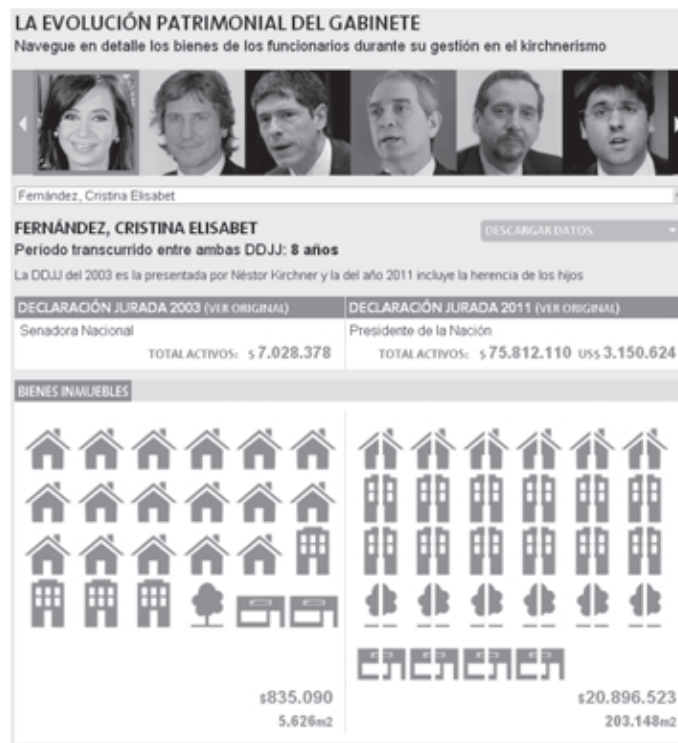 LA EVOLUCIÓN PATRIMONIAL DEL GABINETE
Navegue en detalle los bienes de los funcionarios durante su gestión en el kirchnerismo
Fernández, Cristina Elisabet
FERNÁNDEZ, CRISTINA ELISABET
DESCARGAR DATOS
Período transcurrido entre ambas DDJJ: 8 años
La DDJJ del 2003 es la presentada por Néstor Kirchner y la del año 2011 incluye la herencia de los hijos
DECLARACIÓN JURADA 2003 (VER ORIGINAL)
Senadora Nacional
TOTAL ACTIVOS: $ 7.028.378
DECLARACIÓN JURADA 2011 (VER ORIGINAL)
Presidente de la Nación
TOTAL ACTIVOS: $ 75.812.110 US$ 3.150.624
BIENES INMUEBLES
$835.090
5.626m2
$20.896.523
203.148m2